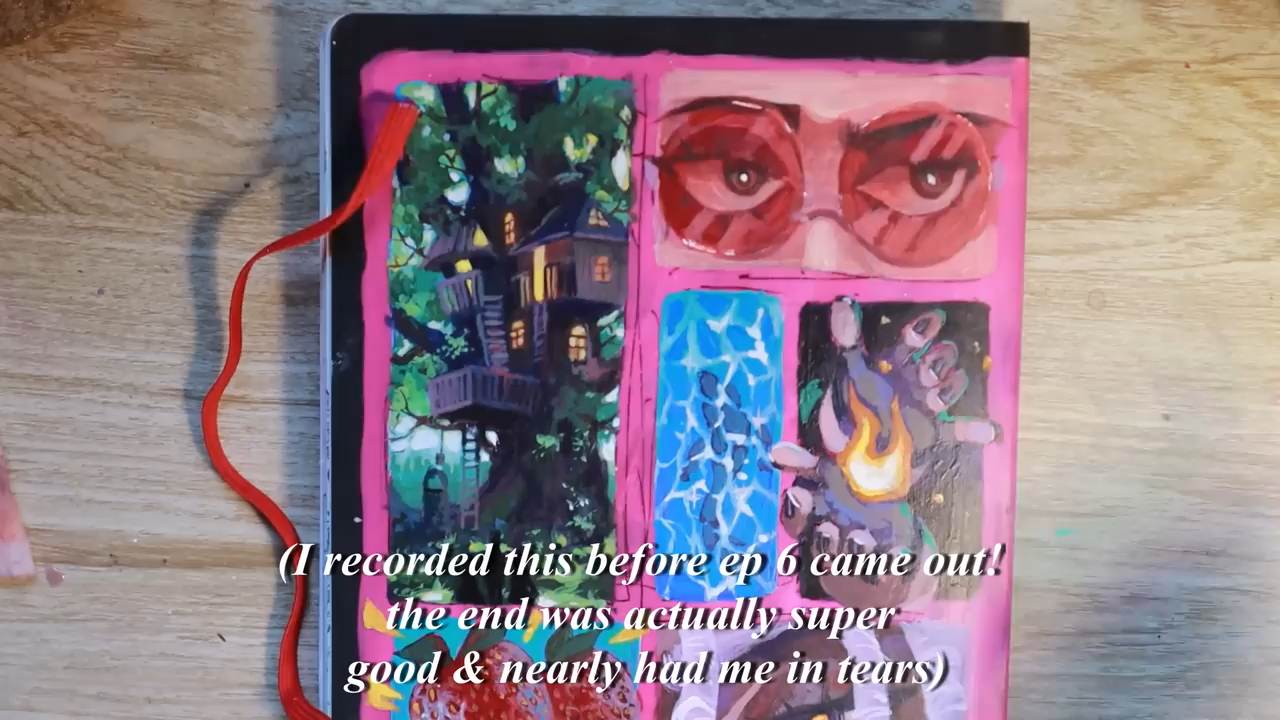 (I recorded this before ep 6 came out!
the end was actually super
good & nearly had me in tears)